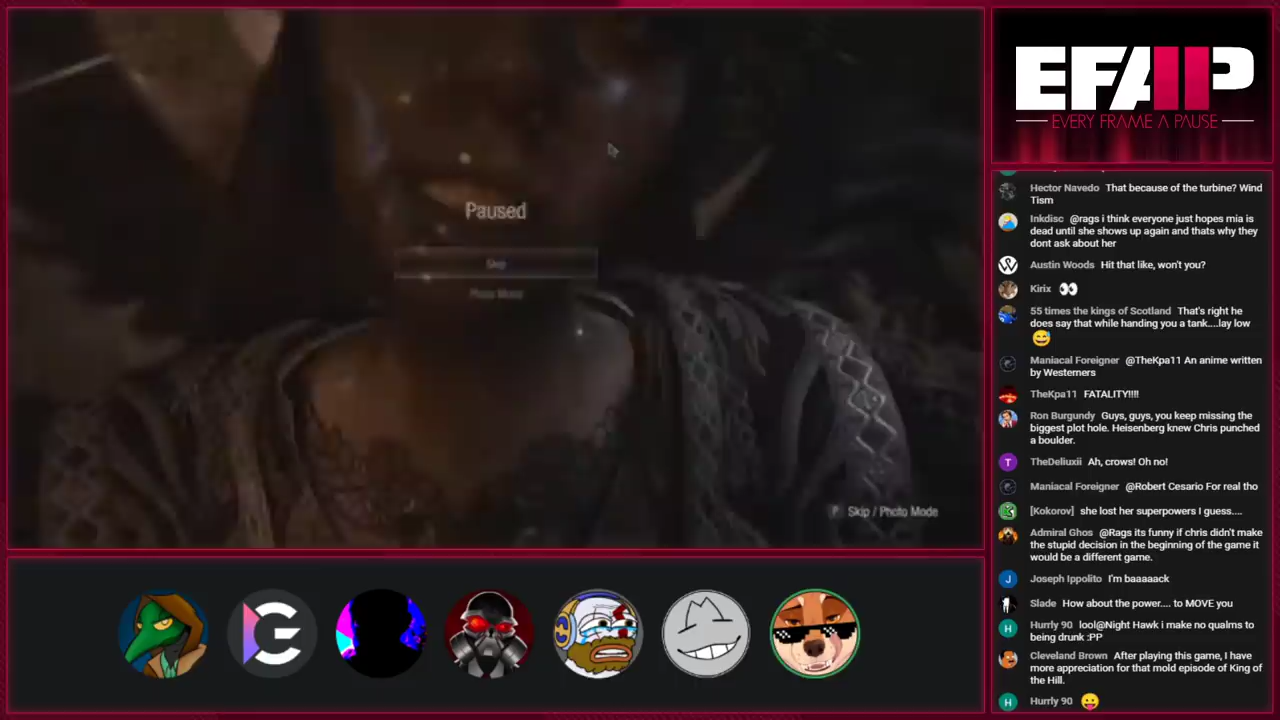 Paused
Skip
Photo Mode
P Skip / Photo Mode
EFAP
EVERY FRAME A PAUSE
Hector Navedo That because of the turbine? Wind
Tism
Inkdisc @rags i think everyone just hopes mia is
dead until she shows up again and thats why they
dont ask about her
Austin Woods Hit that like, won't you?
Kirix 👀
55 times the kings of Scotland That's right he
does say that while handing you a tank....lay low
😅
Maniacal Foreigner @TheKpa11 An anime written
by Westerners
TheKpa11 FATALITY!!!!
Ron Burgundy Guys, guys, you keep missing the
biggest plot hole. Heisenberg knew Chris punched
a boulder.
T TheDeliuxii Ah, crows! Oh no!
Maniacal Foreigner @Robert Cesario For real tho
[Kokorov] she lost her superpowers I guess....
Admiral Ghos @Rags its funny if chris didn't make
the stupid decision in the beginning of the game it
would be a different game.
J Joseph Ippolito I'm baaaaack
Slade How about the power.... to MOVE you
H Hurrly 90 lool@Night Hawk i make no qualms to
being drunk :PP
Cleveland Brown After playing this game, I have
more appreciation for that mold episode of King of
the Hill.
H Hurrly 90 😛